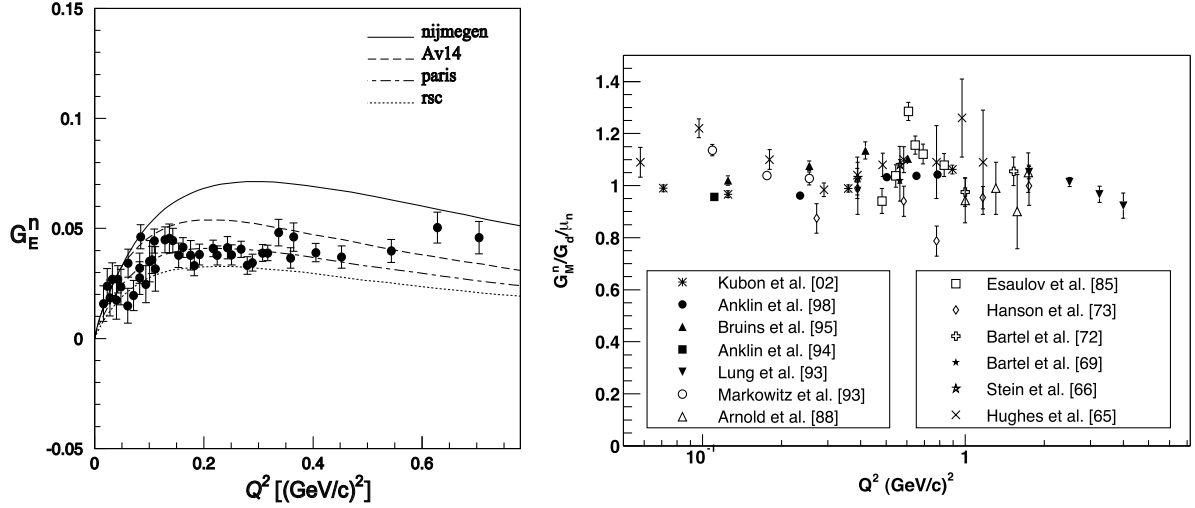 0.15
0.1
0.05
0
-0.05
G_E^n
nijmegen
Av14
paris
rsc
0 0.2 0.4 0.6
Q² [(GeV/c)²]
1.4
1.2
1
0.8
0.6
0.4
0.2
0
G_M^n/G_d/μ_n
Kubon et al. [02]
Anklin et al. [98]
Bruins et al. [95]
Anklin et al. [94]
Lung et al. [93]
Markowitz et al. [93]
Arnold et al. [88]
Esaulov et al. [85]
Hanson et al. [73]
Bartel et al. [72]
Bartel et al. [69]
Stein et al. [66]
Hughes et al. [65]
10⁻¹ 1
Q² (GeV/c)²